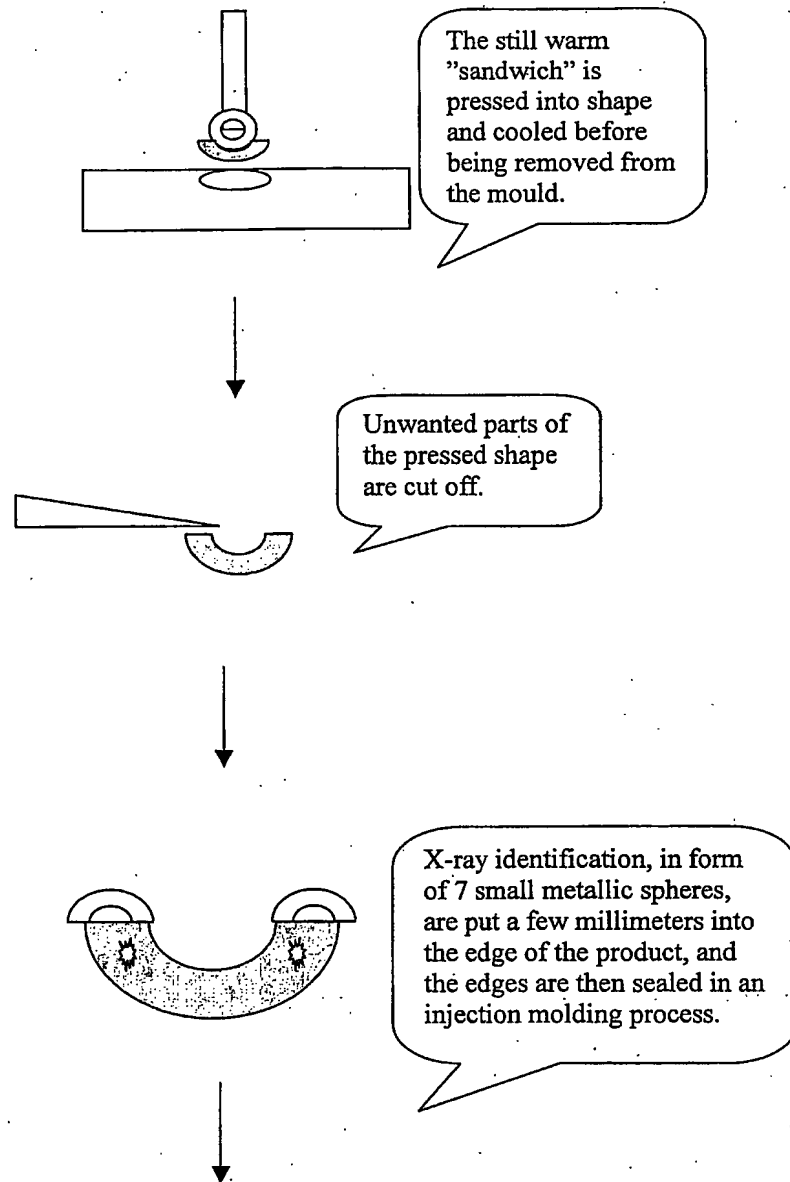 The still warm
”sandwich” is
pressed into shape
and cooled before
being removed from
the mould.
Unwanted parts of
the pressed shape
are cut off.
X-ray identification, in form
of 7 small metallic spheres,
are put a few millimeters into
the edge of the product, and
the edges are then sealed in an
injection molding process.